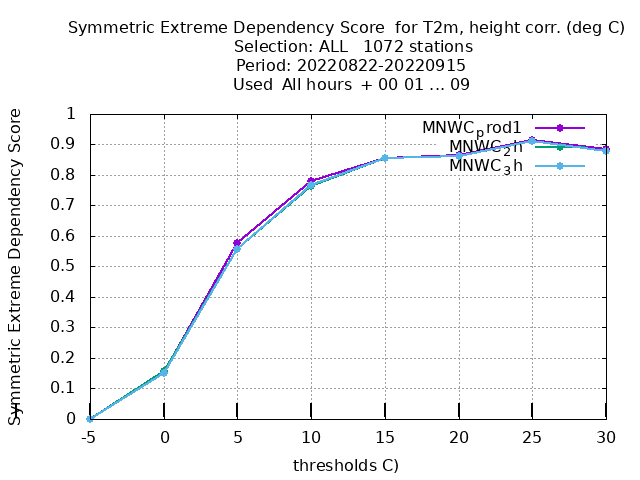 Symmetric Extreme Dependency Score  for T2m, height corr. (deg C)
Selection: ALL   1072 stations
Period: 20220822-20220915
Used  All hours  + 00 01 ... 09
Symmetric Extreme Dependency Score
y
1
0.9
0.8
0.7
0.6
0.5
0.4
0.3
0.2
0.1
0
MNWCprod1
MNWC2h
MNWC3h
-5 0 5 10 15 20 25 30
thresholds C)